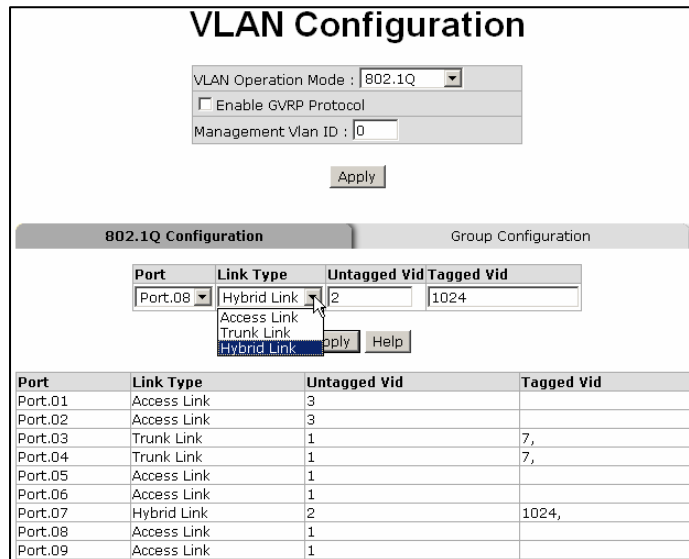 VLAN Configuration
VLAN Operation Mode : 802.1Q
Enable GVRP Protocol
Management Vlan ID : 0
Apply
802.1Q Configuration Group Configuration
Port Link Type Untagged Vid Tagged Vid
Port.08 Hybrid Link 2 1024
Access Link
Trunk Link
Hybrid Link
pply Help
Port Link Type Untagged Vid Tagged Vid
Port.01 Access Link 3
Port.02 Access Link 3
Port.03 Trunk Link 1 7,
Port.04 Trunk Link 1 7,
Port.05 Access Link 1
Port.06 Access Link 1
Port.07 Hybrid Link 2 1024,
Port.08 Access Link 1
Port.09 Access Link 1